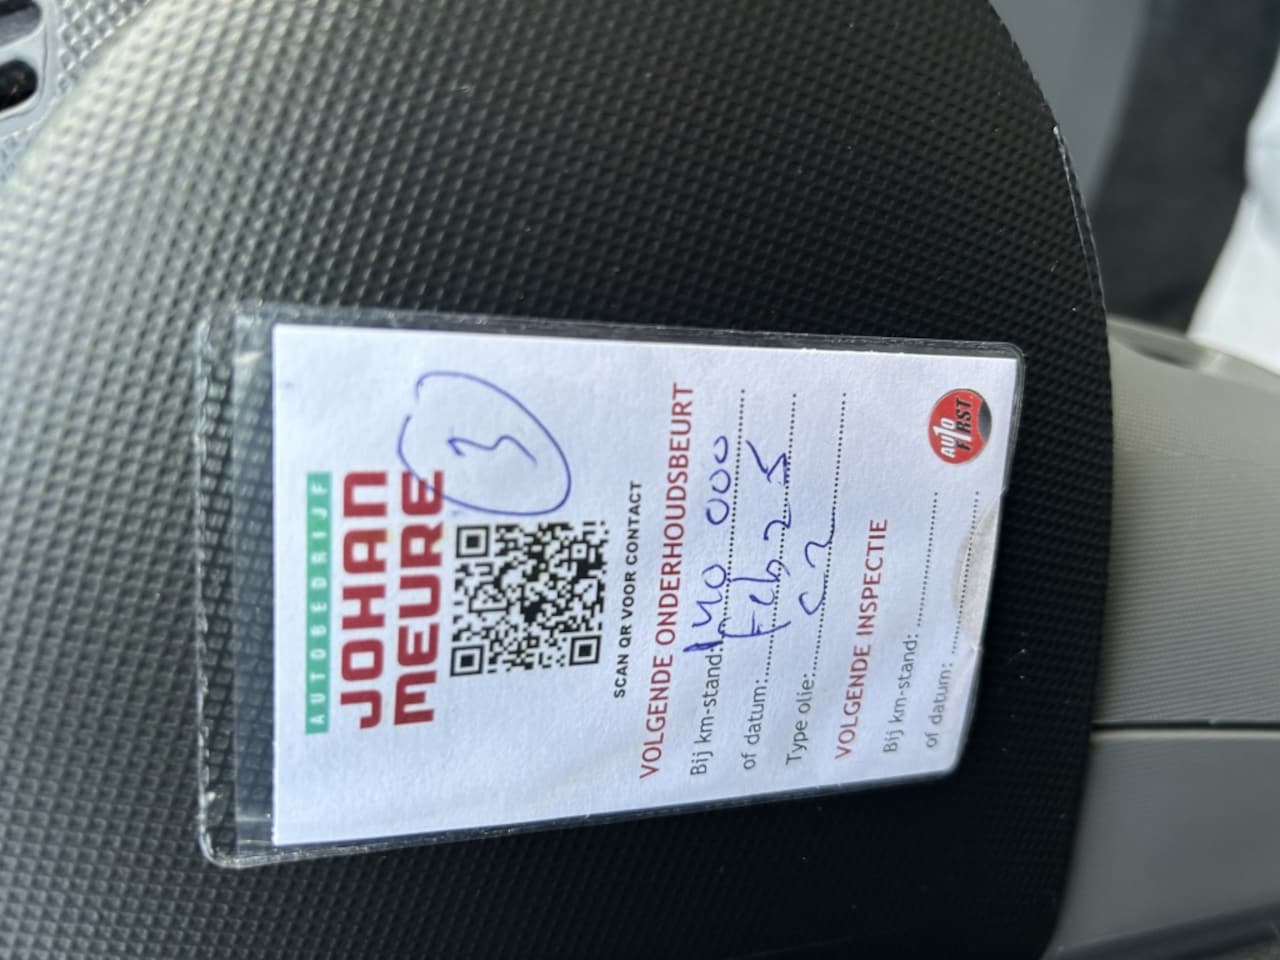 AUTOBEDRIJF
JOHAN
MEURE
3
SCAN QR VOOR CONTACT
VOLGENDE ONDERHOUDSBEURT
Bij km-stand: 140 000
of datum: Feb 25
Type olie: C2
VOLGENDE INSPECTIE
Bij km-stand:
of datum:
AUTO
FIRST